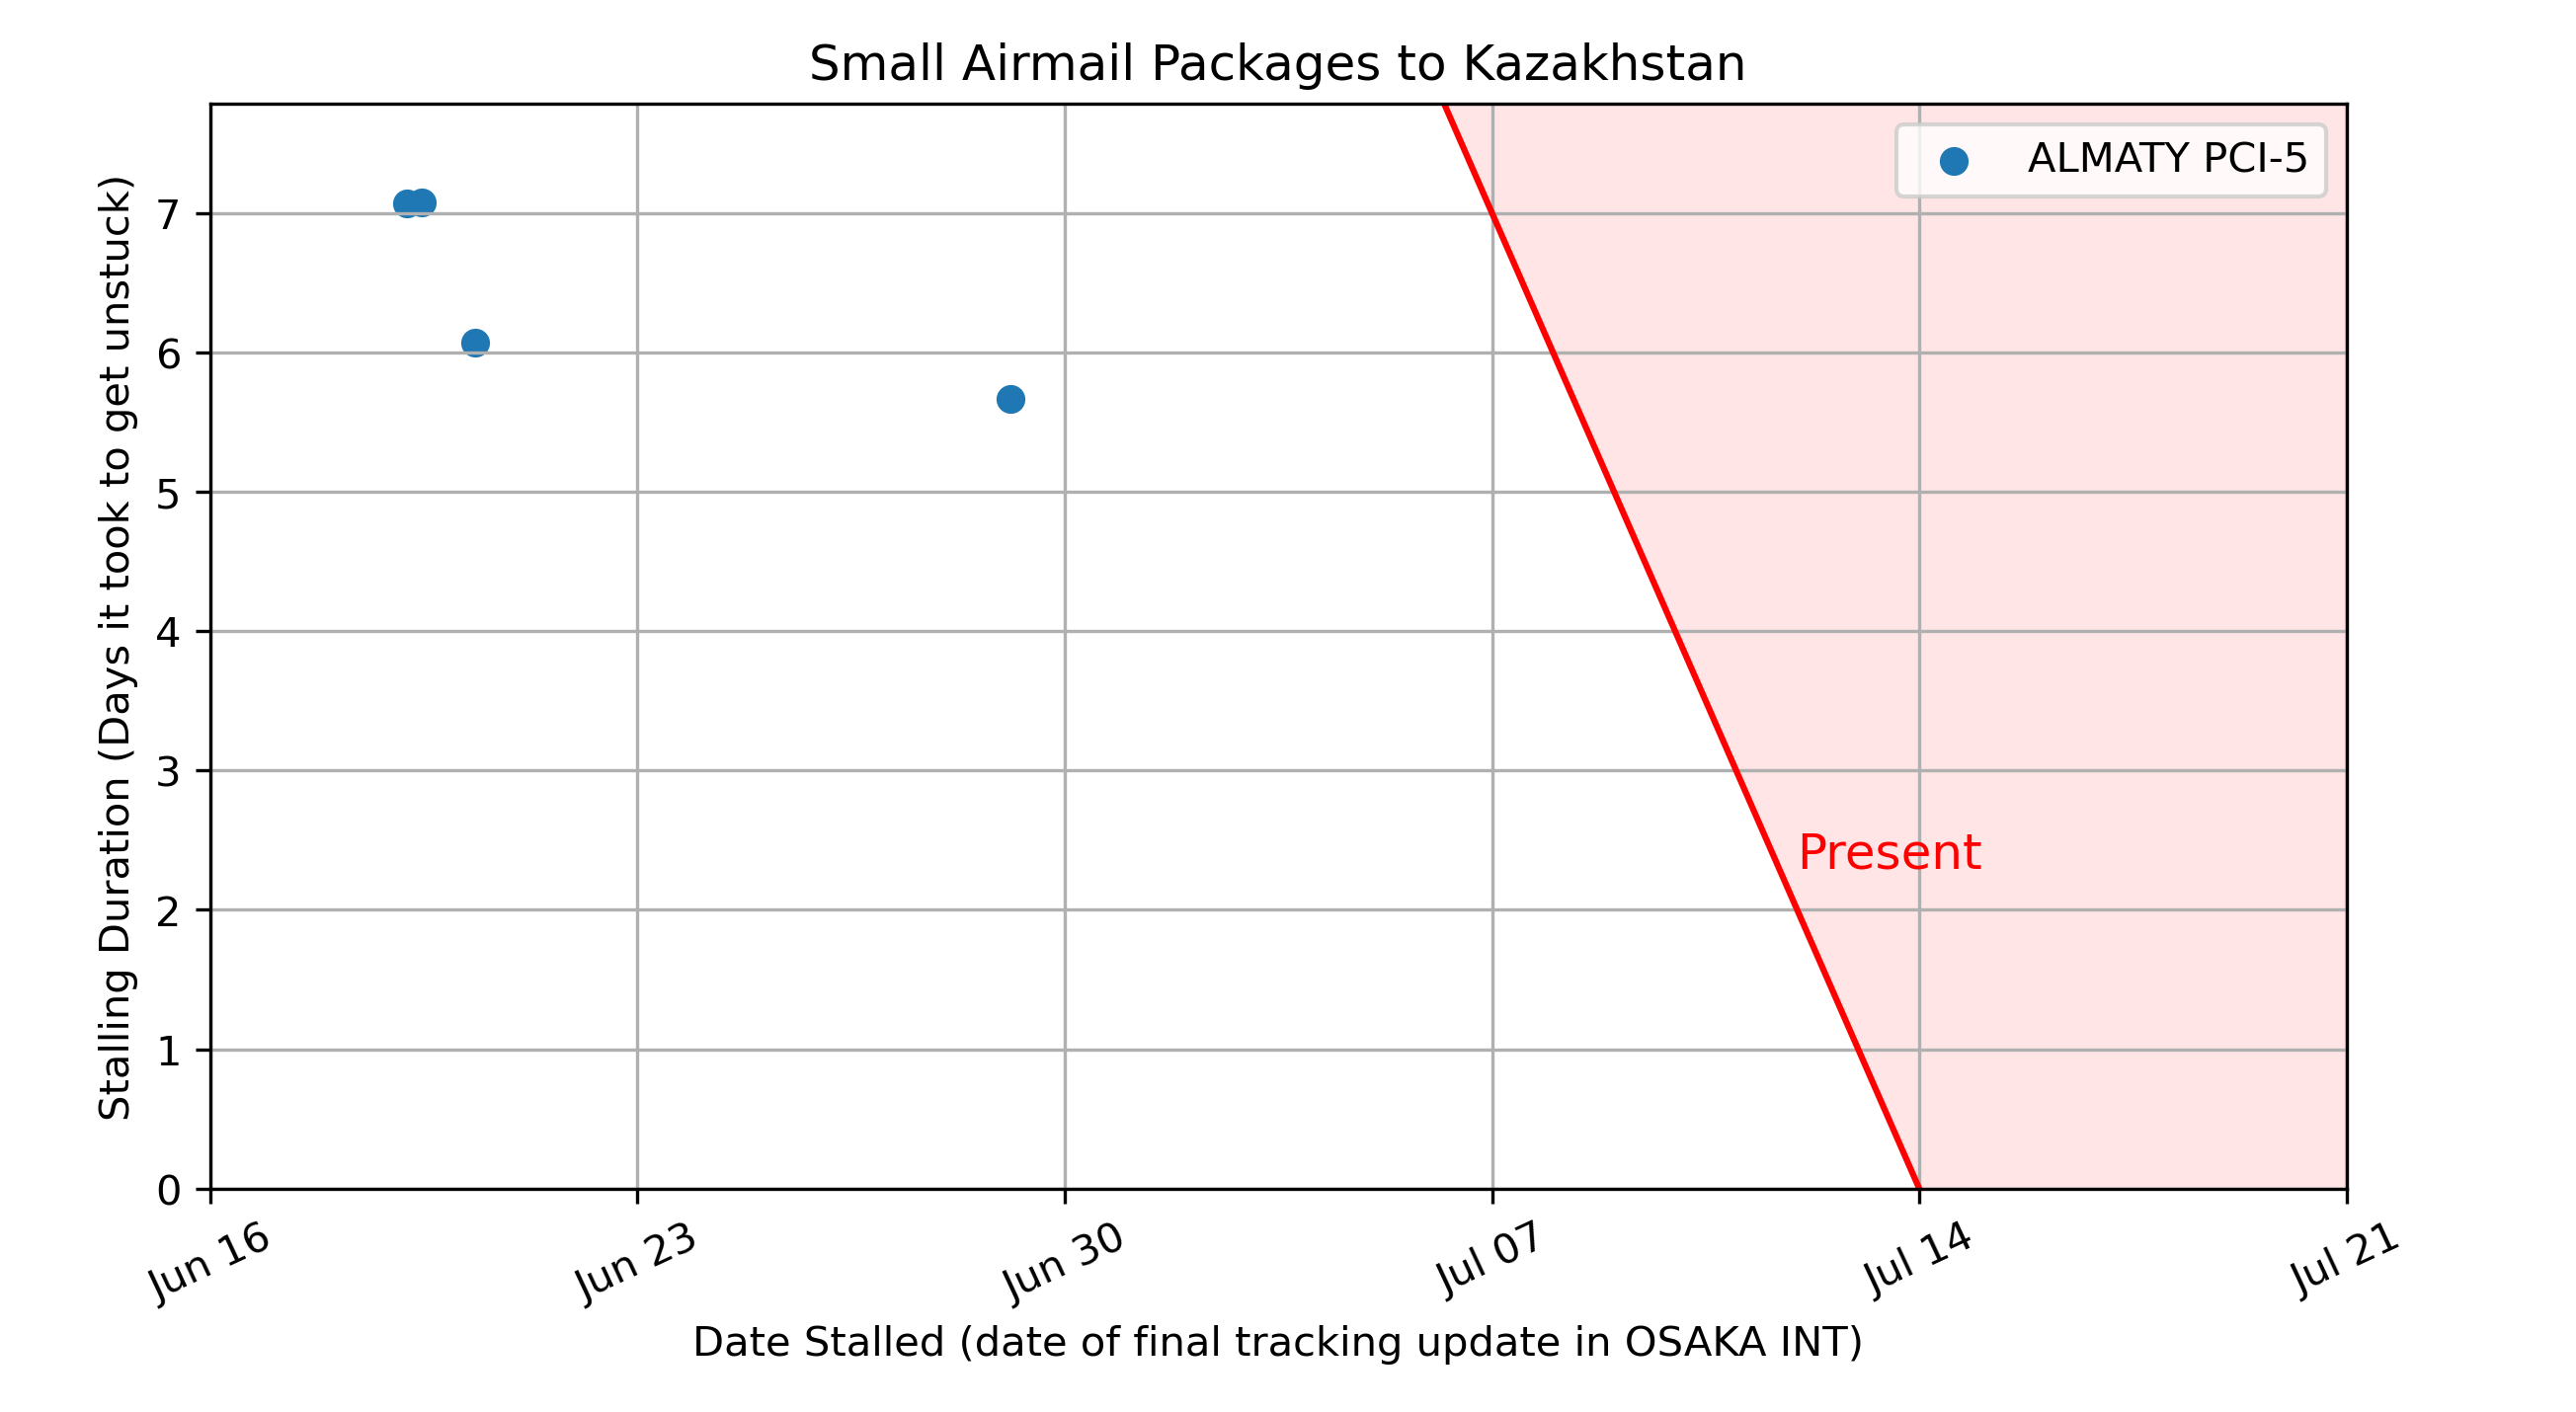 Small Airmail Packages to Kazakhstan
ALMATY PCI-5
Stalling Duration (Days it took to get unstuck)
7
6
5
4
3
2
1
0
Present
Jun 16
Jun 23
Jun 30
Jul 07
Jul 14
Jul 21
Date Stalled (date of final tracking update in OSAKA INT)